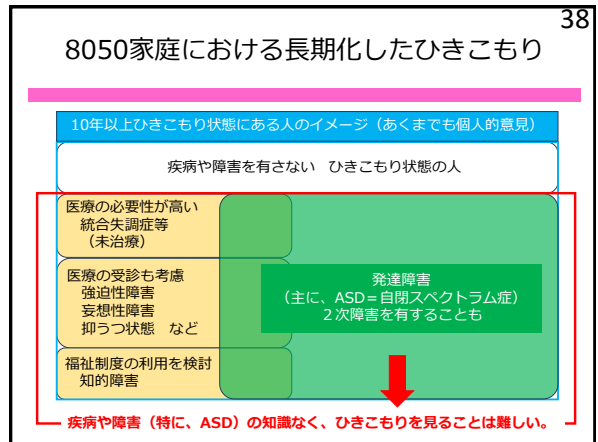 38
8050家庭における長期化したひきこもり
10年以上ひきこもり状態にある人のイメージ（あくまでも個人的意見）
疾病や障害を有さない　ひきこもり状態の人
医療の必要性が高い
統合失調症等
（未治療）
医療の受診も考慮
強迫性障害
妄想性障害
抑うつ状態　など
福祉制度の利用を検討
知的障害
発達障害
（主に、ASD＝自閉スペクトラム症）
２次障害を有することも
疾病や障害（特に、ASD）の知識なく、ひきこもりを見ることは難しい。